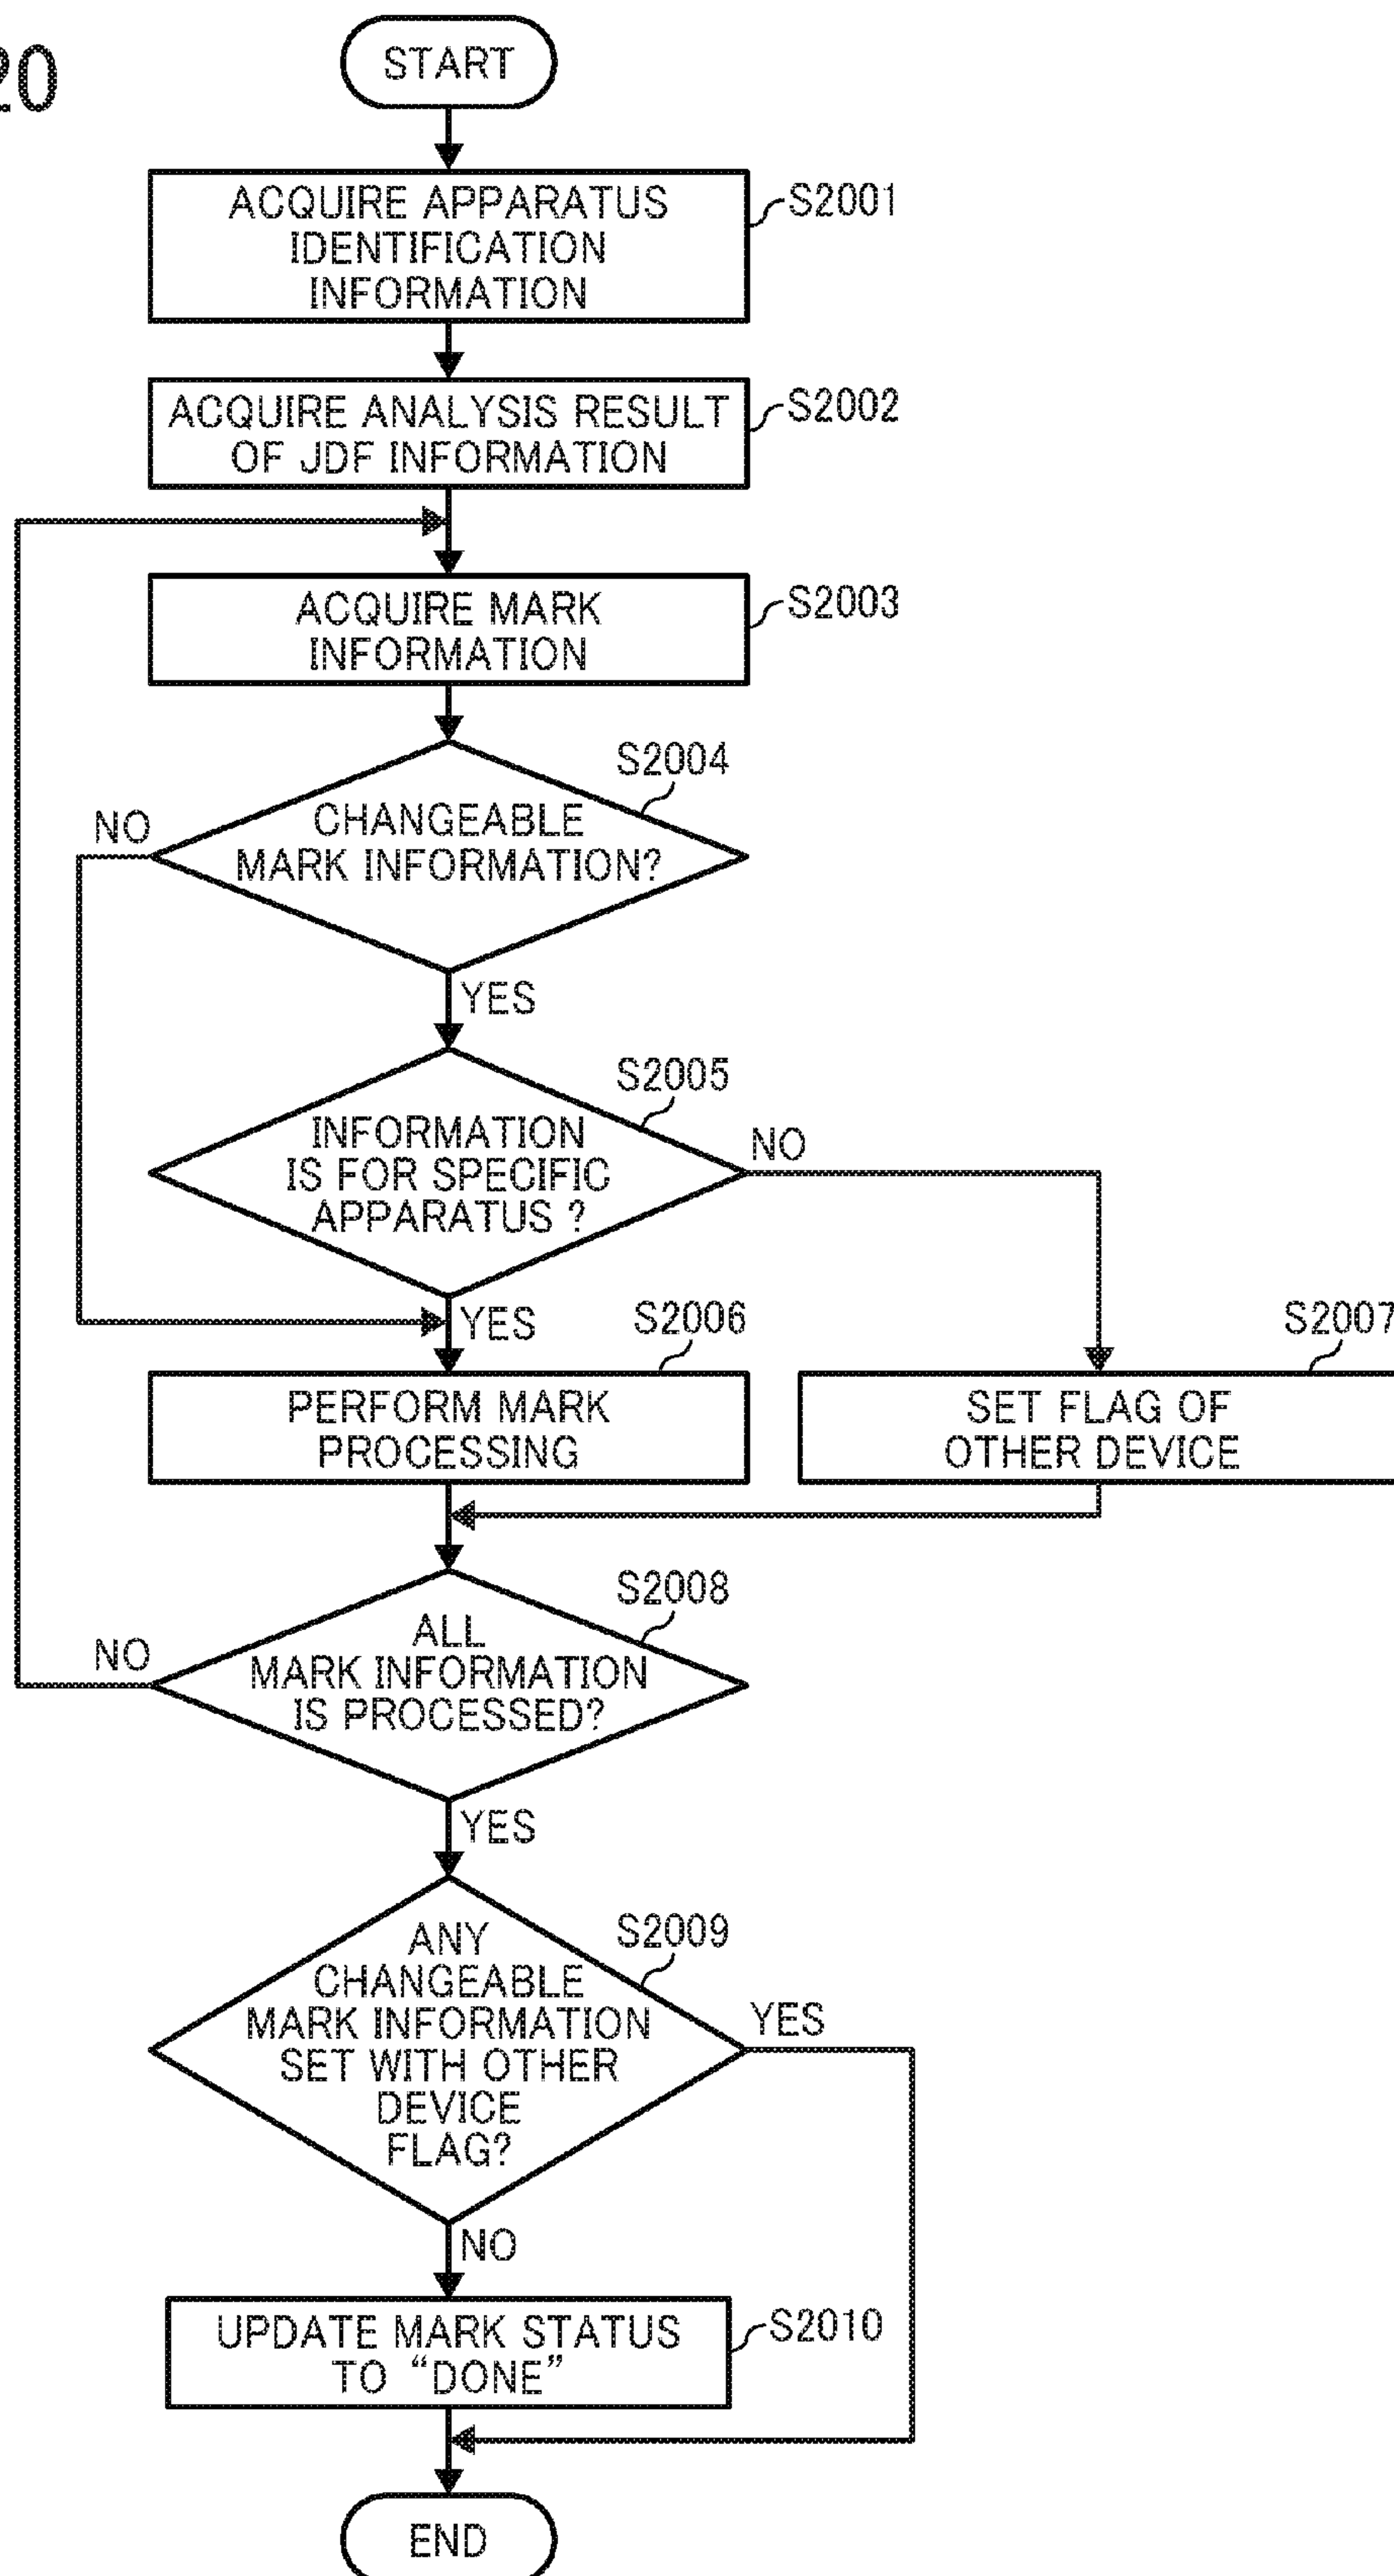 20
START
ACQUIRE APPARATUS
IDENTIFICATION
INFORMATION
S2001
ACQUIRE ANALYSIS RESULT
OF JDF INFORMATION
S2002
ACQUIRE MARK
INFORMATION
S2003
S2004
CHANGEABLE
MARK INFORMATION?
NO
YES
S2005
INFORMATION
IS FOR SPECIFIC
APPARATUS ?
NO
YES
S2006
PERFORM MARK
PROCESSING
S2007
SET FLAG OF
OTHER DEVICE
S2008
ALL
MARK INFORMATION
IS PROCESSED?
NO
YES
S2009
ANY
CHANGEABLE
MARK INFORMATION
SET WITH OTHER
DEVICE
FLAG?
YES
NO
UPDATE MARK STATUS
TO “DONE”
S2010
END